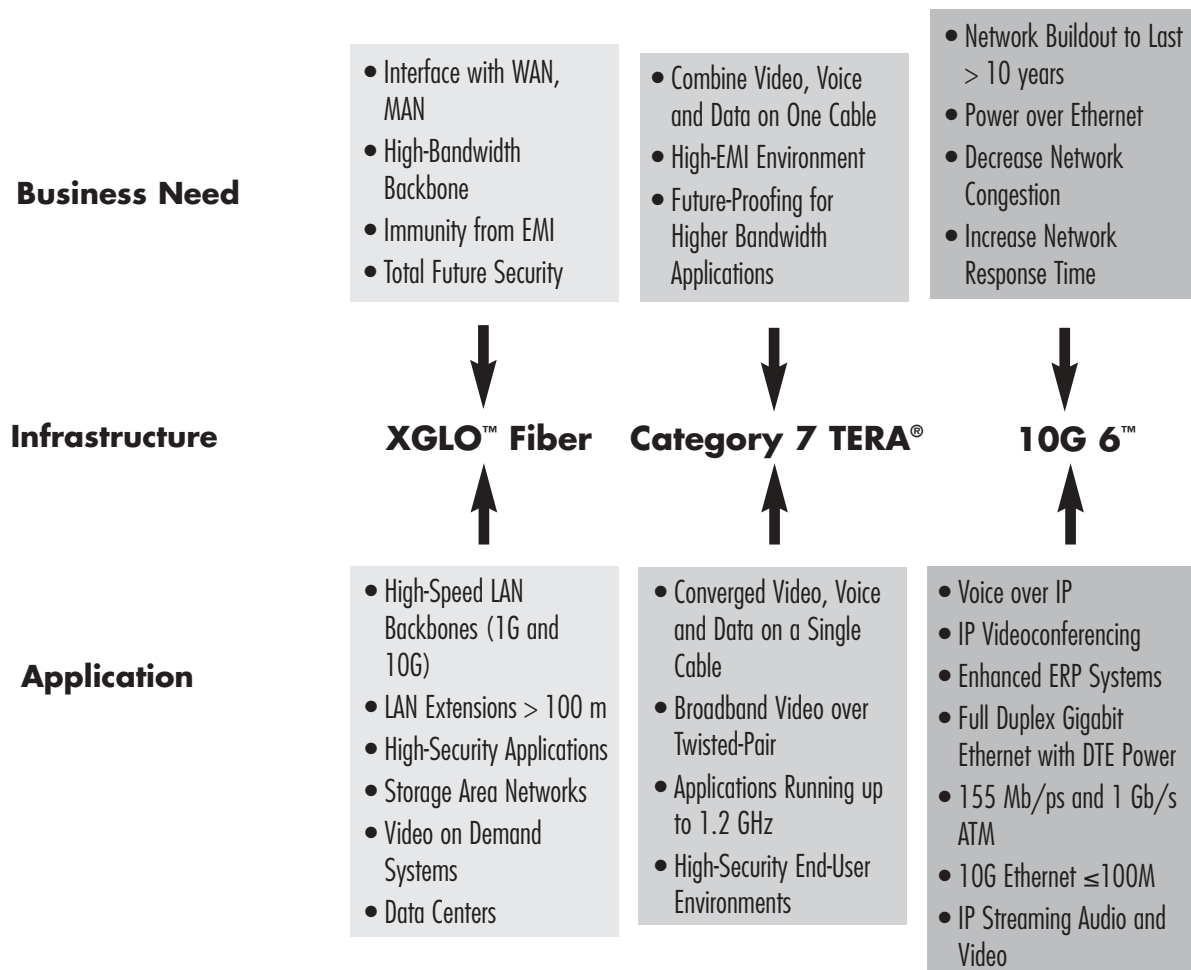 Business Need
• Interface with WAN,
MAN
• High-Bandwidth
Backbone
• Immunity from EMI
• Total Future Security
• Combine Video, Voice
and Data on One Cable
• High-EMI Environment
• Future-Proofing for
Higher Bandwidth
Applications
• Network Buildout to Last
> 10 years
• Power over Ethernet
• Decrease Network
Congestion
• Increase Network
Response Time
Infrastructure
XGLO™ Fiber
Category 7 TERA®
10G 6™
Application
• High-Speed LAN
Backbones (1G and
10G)
• LAN Extensions > 100 m
• High-Security Applications
• Storage Area Networks
• Video on Demand
Systems
• Data Centers
• Converged Video, Voice
and Data on a Single
Cable
• Broadband Video over
Twisted-Pair
• Applications Running up
to 1.2 GHz
• High-Security End-User
Environments
• Voice over IP
• IP Videoconferencing
• Enhanced ERP Systems
• Full Duplex Gigabit
Ethernet with DTE Power
• 155 Mb/ps and 1 Gb/s
ATM
• 10G Ethernet ≤100M
• IP Streaming Audio and
Video